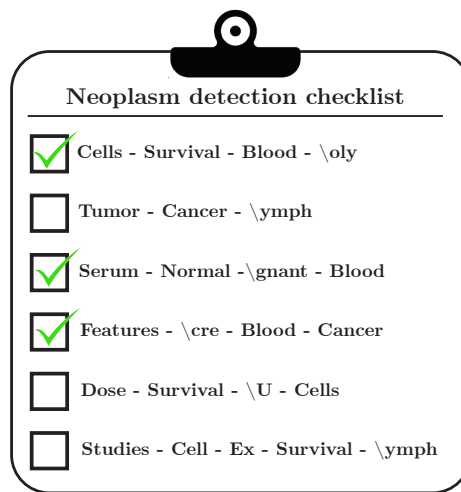 Neoplasm detection checklist
Cells - Survival - Blood - \oly
Tumor - Cancer - \ymph
Serum - Normal -\gnant - Blood
Features - \cre - Blood - Cancer
Dose - Survival - \U - Cells
Studies - Cell - Ex - Survival - \ymph